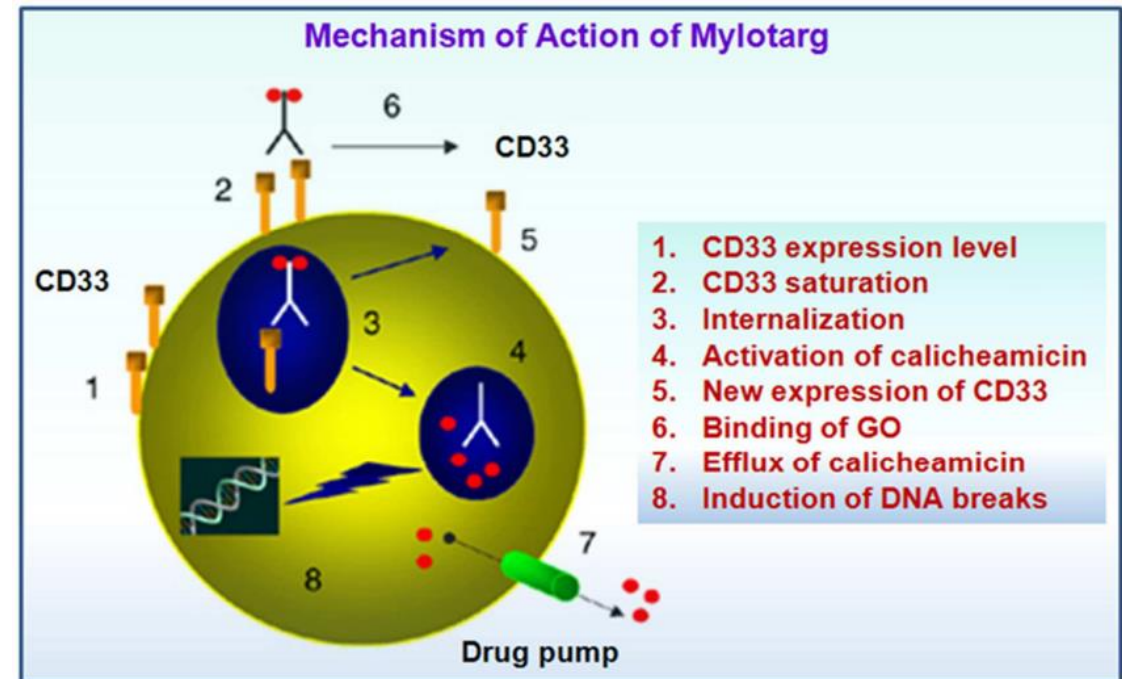 Mechanism of Action of Mylotarg
6
CD33
2
5
CD33
3
4
1
7
8
Drug pump
1. CD33 expression level
2. CD33 saturation
3. Internalization
4. Activation of calicheamicin
5. New expression of CD33
6. Binding of GO
7. Efflux of calicheamicin
8. Induction of DNA breaks